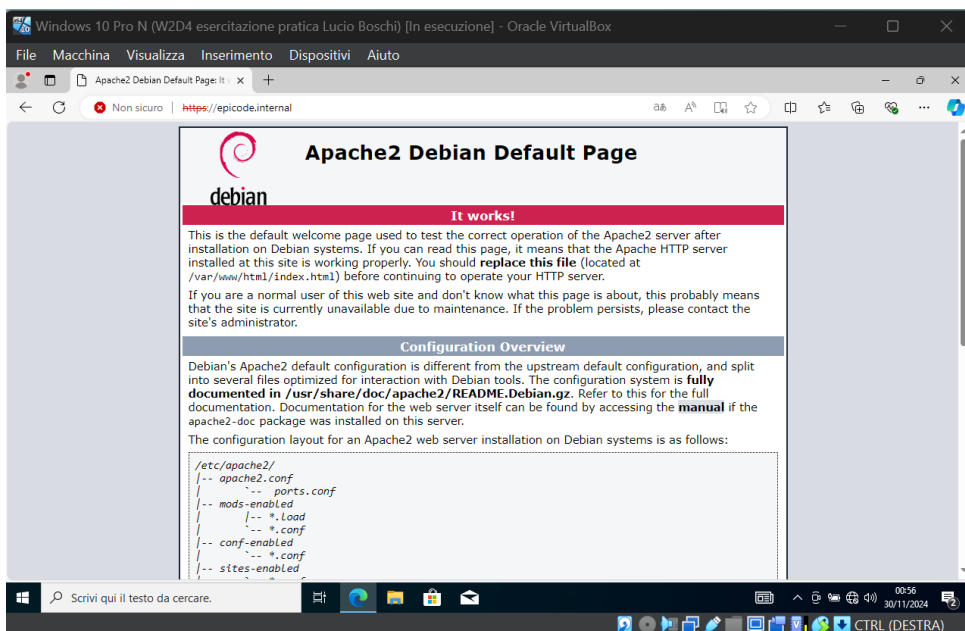 Windows 10 Pro N (W2D4 esercitazione pratica Lucio Boschi) [In esecuzione] - Oracle VirtualBox
File Macchina Visualizza Inserimento Dispositivi Aiuto
Apache2 Debian Default Page: It
Non sicuro https://epicode.internal
debian
Apache2 Debian Default Page
It works!
This is the default welcome page used to test the correct operation of the Apache2 server after
installation on Debian systems. If you can read this page, it means that the Apache HTTP server
installed at this site is working properly. You should replace this file (located at
/var/www/html/index.html) before continuing to operate your HTTP server.
If you are a normal user of this web site and don't know what this page is about, this probably means
that the site is currently unavailable due to maintenance. If the problem persists, please contact the
site's administrator.
Configuration Overview
Debian's Apache2 default configuration is different from the upstream default configuration, and split
into several files optimized for interaction with Debian tools. The configuration system is fully
documented in /usr/share/doc/apache2/README.Debian.gz. Refer to this for the full
documentation. Documentation for the web server itself can be found by accessing the manual if the
apache2-doc package was installed on this server.
The configuration layout for an Apache2 web server installation on Debian systems is as follows:
/etc/apache2/
|-- apache2.conf
|       `--  ports.conf
|-- mods-enabled
|       |-- *.load
|       `-- *.conf
|-- conf-enabled
|       `-- *.conf
|-- sites-enabled
Scrivi qui il testo da cercare.
00:56
30/11/2024
2
CTRL (DESTRA)